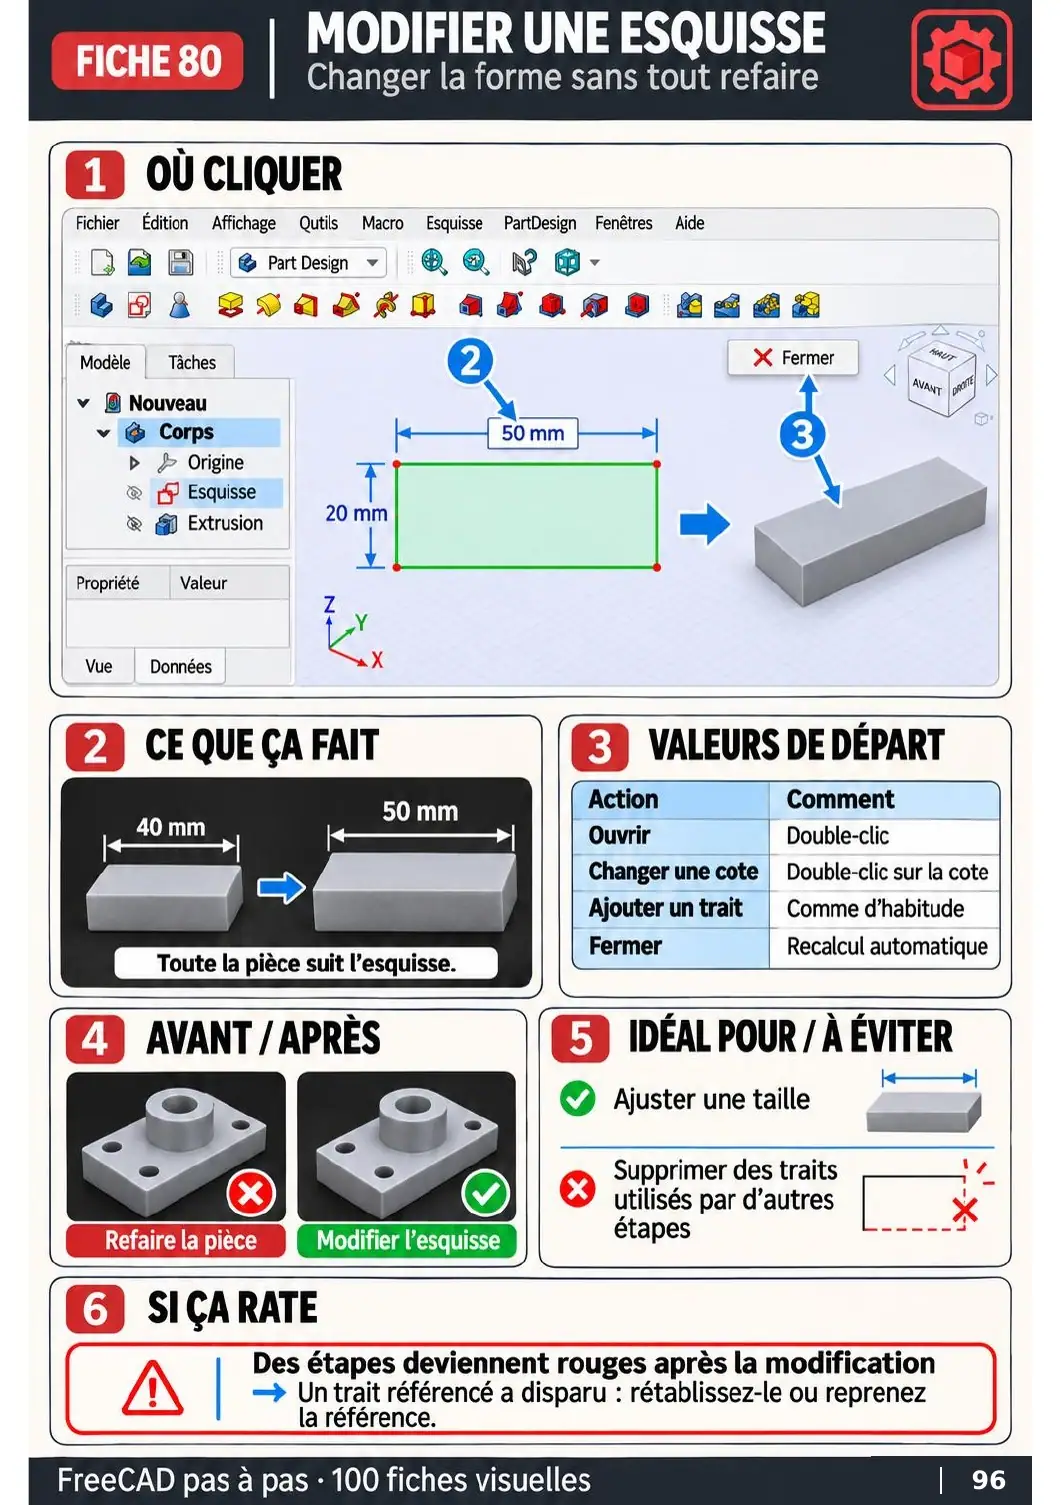 FICHE 80
MODIFIER UNE ESQUISSE
Changer la forme sans tout refaire
1 OÙ CLIQUER
Fichier Édition Affichage Outils Macro Esquisse PartDesign Fenêtres Aide
Part Design
Modèle Tâches
Nouveau
Corps
Origine
Esquisse
Extrusion
Propriété Valeur
Vue Données
2
50 mm
20 mm
Z
Y
X
Fermer
3
HAUT
AVANT
DROITE
2 CE QUE ÇA FAIT
40 mm
50 mm
Toute la pièce suit l'esquisse.
3 VALEURS DE DÉPART
Action Comment
Ouvrir Double-clic
Changer une cote Double-clic sur la cote
Ajouter un trait Comme d'habitude
Fermer Recalcul automatique
4 AVANT / APRÈS
Refaire la pièce
Modifier l'esquisse
5 IDÉAL POUR / À ÉVITER
Ajuster une taille
Supprimer des traits
utilisés par d'autres
étapes
6 SI ÇA RATE
Des étapes deviennent rouges après la modification
→ Un trait référencé a disparu : rétablissez-le ou reprenez
la référence.
FreeCAD pas à pas · 100 fiches visuelles
| 96